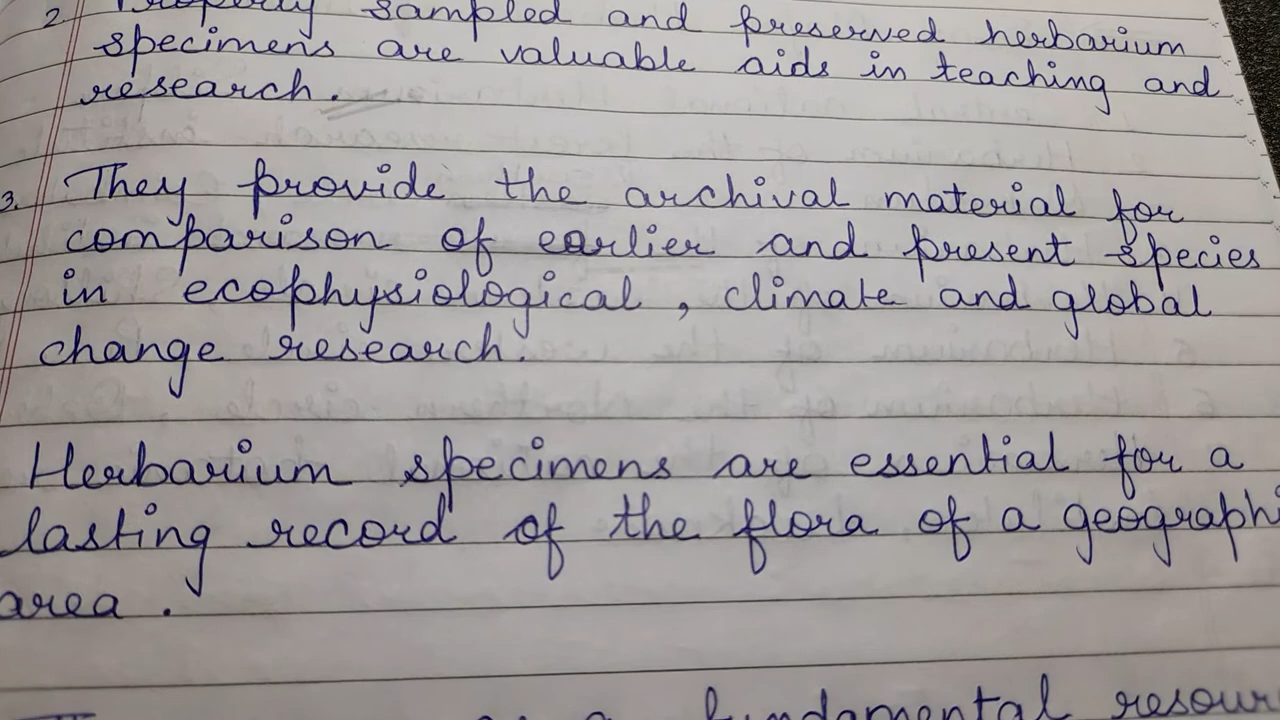 2. Properly sampled and preserved herbarium
specimens are valuable aids in teaching and
research.
3. They provide the archival material for
comparison of earlier and present species
in ecophysiological, climate and global
change research.
Herbarium specimens are essential for a
lasting record of the flora of a geographi
area.
a fundamental resour